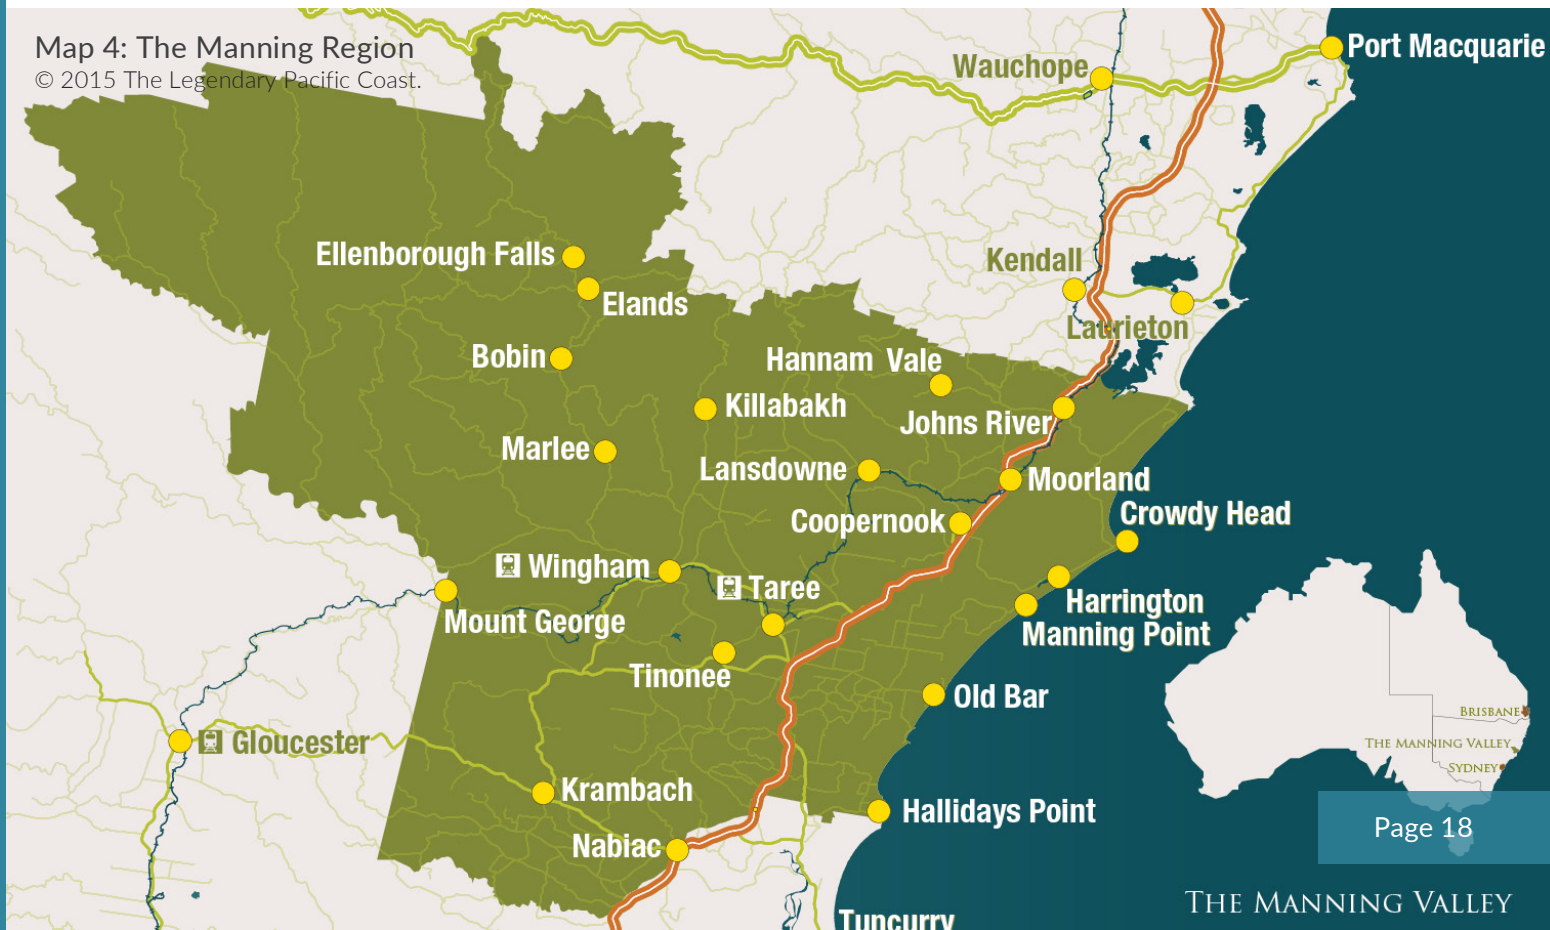 Map 4: The Manning Region
© 2015 The Legendary Pacific Coast.
Port Macquarie
Wauchope
Ellenborough Falls
Kendall
Elands
Laurieton
Bobin
Hannam Vale
Killabakh
Johns River
Marlee
Lansdowne
Moorland
Crowdy Head
Coopernook
Wingham
Taree
Harrington
Mount George
Manning Point
Tinonee
Old Bar
Brisbane
Gloucester
The Manning Valley
Sydney
Krambach
Hallidays Point
Page 18
Nabiac
The Manning Valley
Tuncurry